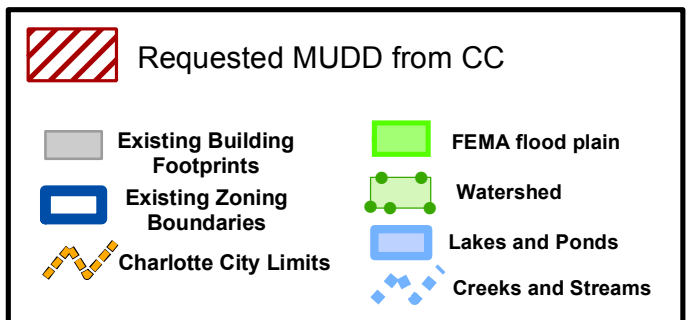 Requested MUDD from CC
Existing Building
Footprints
Existing Zoning
Boundaries
Charlotte City Limits
FEMA flood plain
Watershed
Lakes and Ponds
Creeks and Streams